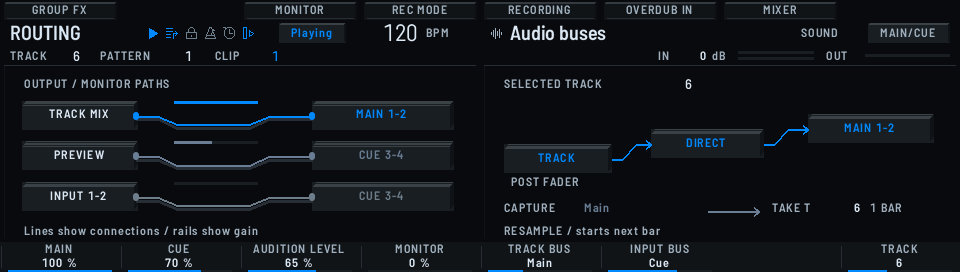 GROUP FX
MONITOR
REC MODE
RECORDING
OVERDUB IN
MIXER
ROUTING
Playing
120 BPM
Audio buses
SOUND
MAIN/CUE
TRACK 6 PATTERN 1 CLIP 1
IN 0 dB OUT
OUTPUT / MONITOR PATHS
TRACK MIX
MAIN 1-2
PREVIEW
CUE 3-4
INPUT 1-2
CUE 3-4
Lines show connections / rails show gain
SELECTED TRACK 6
TRACK
DIRECT
MAIN 1-2
POST FADER
CAPTURE Main TAKE T 6 1 BAR
RESAMPLE / starts next bar
MAIN
100 %
CUE
70 %
AUDITION LEVEL
65 %
MONITOR
0 %
TRACK BUS
Main
INPUT BUS
Cue
TRACK
6